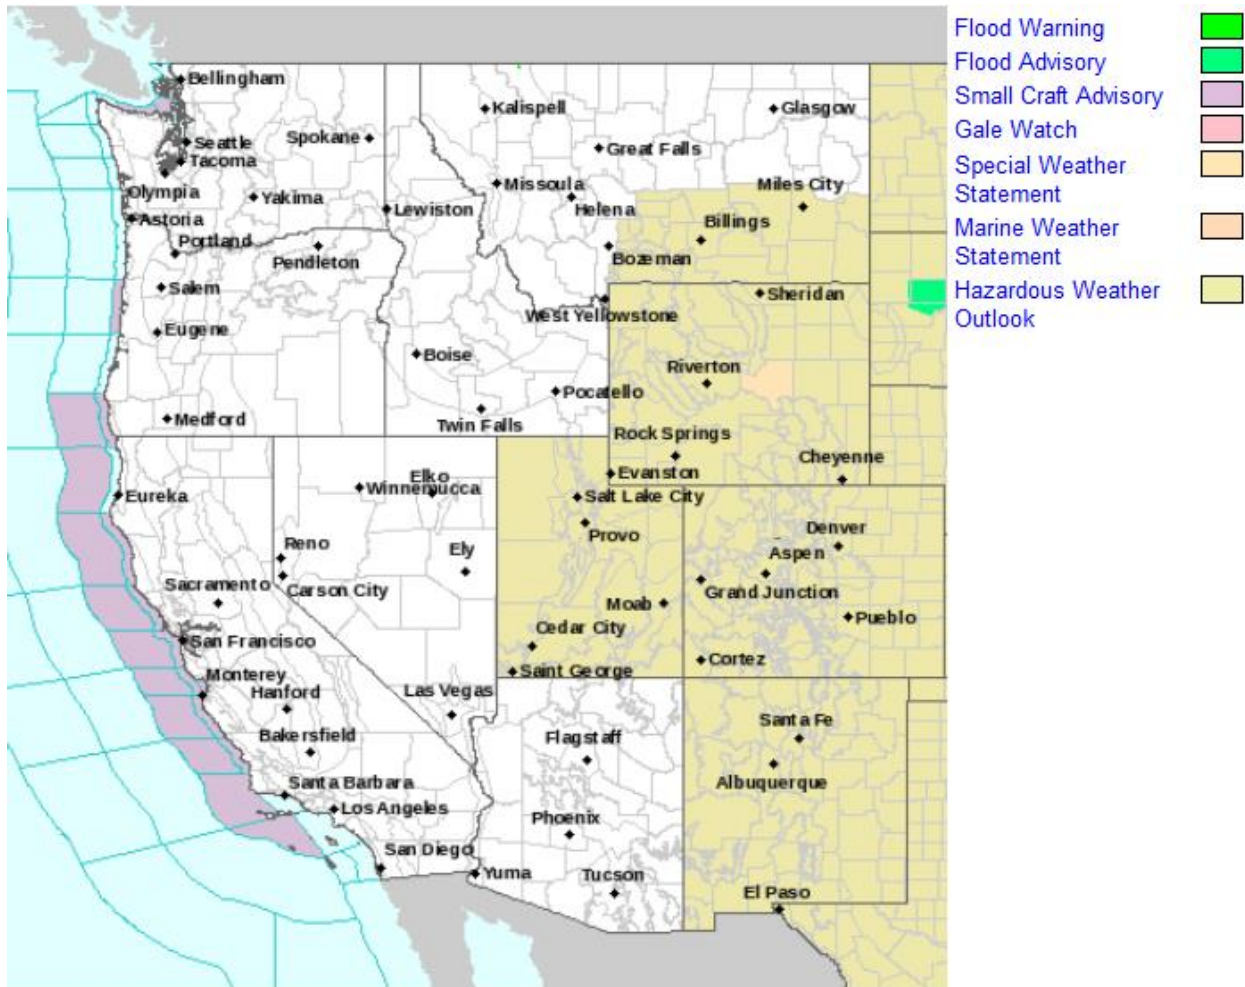 Flood Warning
Flood Advisory
Small Craft Advisory
Gale Watch
Special Weather
Statement
Marine Weather
Statement
Hazardous Weather
Outlook
Bellingham
Kalispell
Glasgow
Seattle
Spokane
Great Falls
Tacoma
Missoula
Miles City
Olympia
Yakima
Lewiston
Helena
Astoria
Billings
Portland
Pendleton
Bozeman
Salem
Sheridan
West Yellowstone
Eugene
Boise
Riverton
Pocatello
Medford
Twin Falls
Rock Springs
Cheyenne
Evanston
Elko
Winnemucca
Eureka
Salt Lake City
Denver
Provo
Reno
Ely
Aspen
Sacramento
Carson City
Grand Junction
Moab
Pueblo
San Francisco
Cedar City
Cortez
Saint George
Monterey
Hanford
Las Vegas
Santa Fe
Bakersfield
Flagstaff
Albuquerque
Santa Barbara
Los Angeles
Phoenix
San Diego
Yuma
Tucson
El Paso